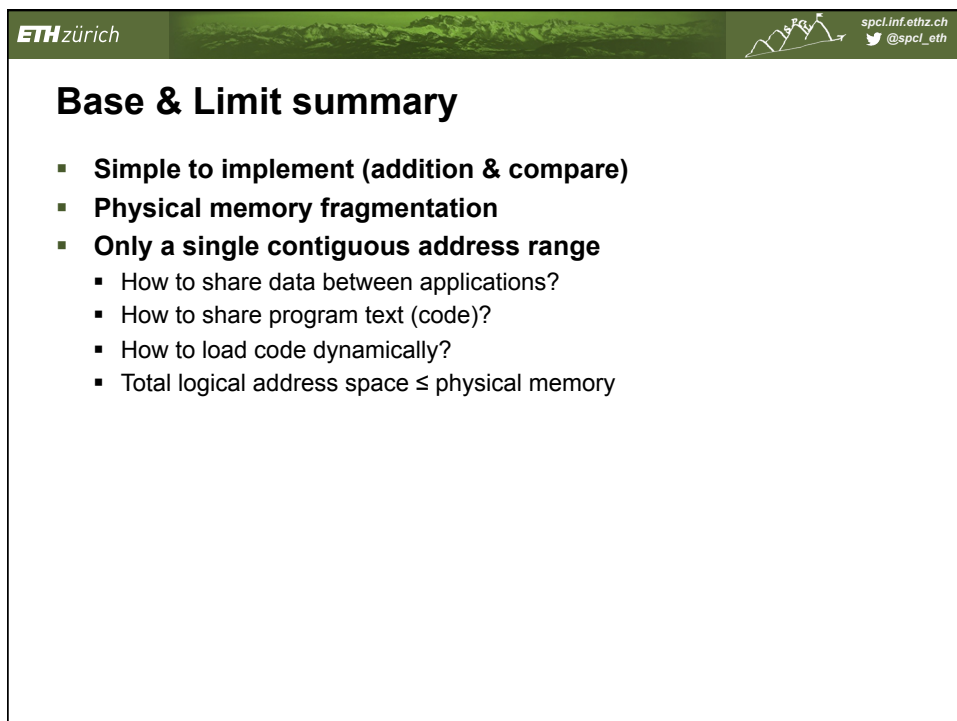 ETH zürich
spcl.inf.ethz.ch
@spcl_eth
Base & Limit summary
▪ Simple to implement (addition & compare)
▪ Physical memory fragmentation
▪ Only a single contiguous address range
▪ How to share data between applications?
▪ How to share program text (code)?
▪ How to load code dynamically?
▪ Total logical address space ≤ physical memory